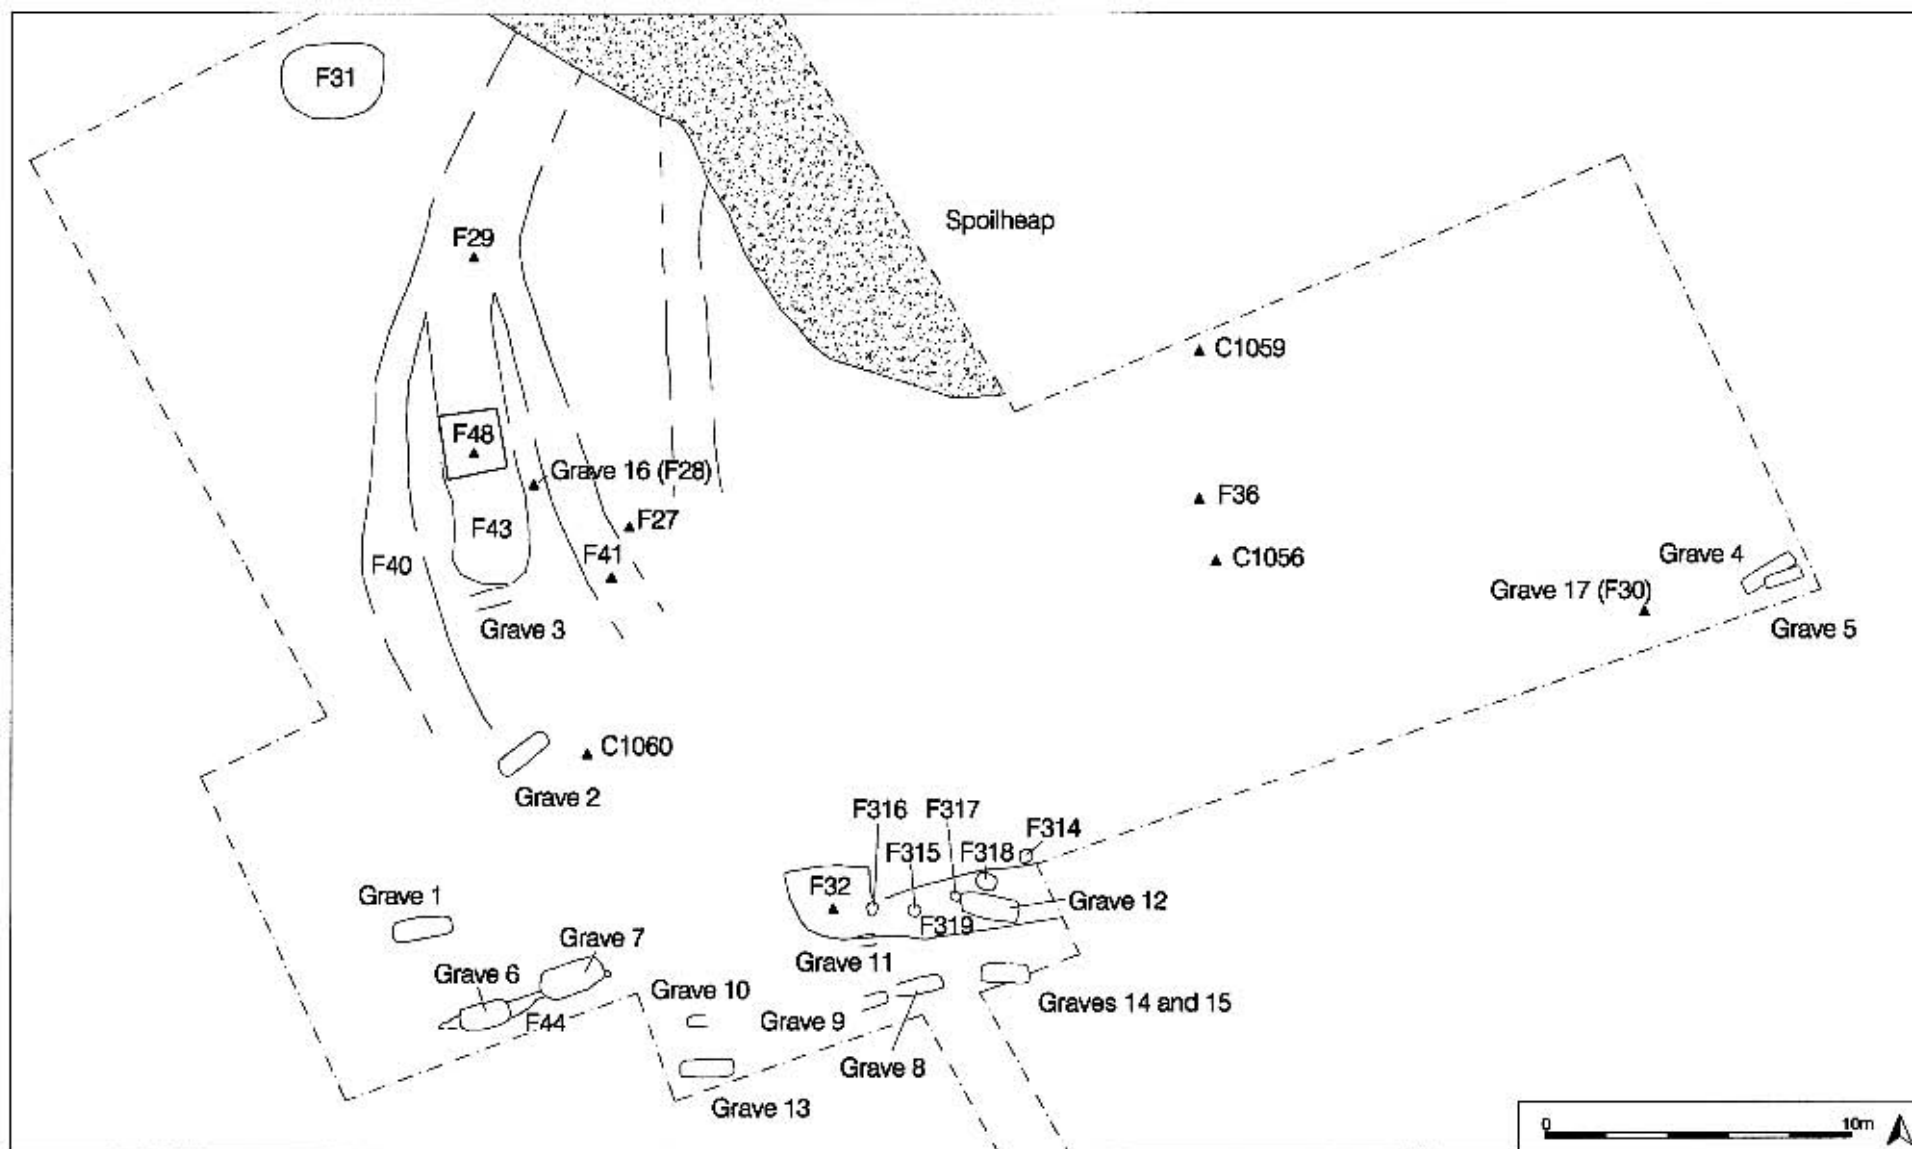 F31
Spoilheap
F29
C1059
F48
Grave 16 (F28)
F36
F43
F27
F41
F40
C1056
Grave 4
Grave 17 (F30)
Grave 3
Grave 5
C1060
Grave 2
F316
F317
F314
F315
F318
F32
Grave 1
Grave 12
F319
Grave 7
Grave 11
Grave 6
Grave 10
Graves 14 and 15
Grave 9
F44
Grave 8
Grave 13
0
10m